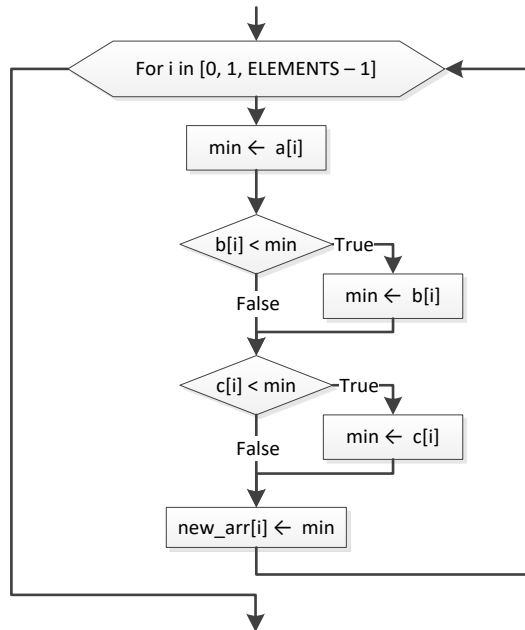 For i in [0, 1, ELEMENTS – 1]
min ← a[i]
b[i] < min
True
min ← b[i]
False
c[i] < min
True
min ← c[i]
False
new_arr[i] ← min